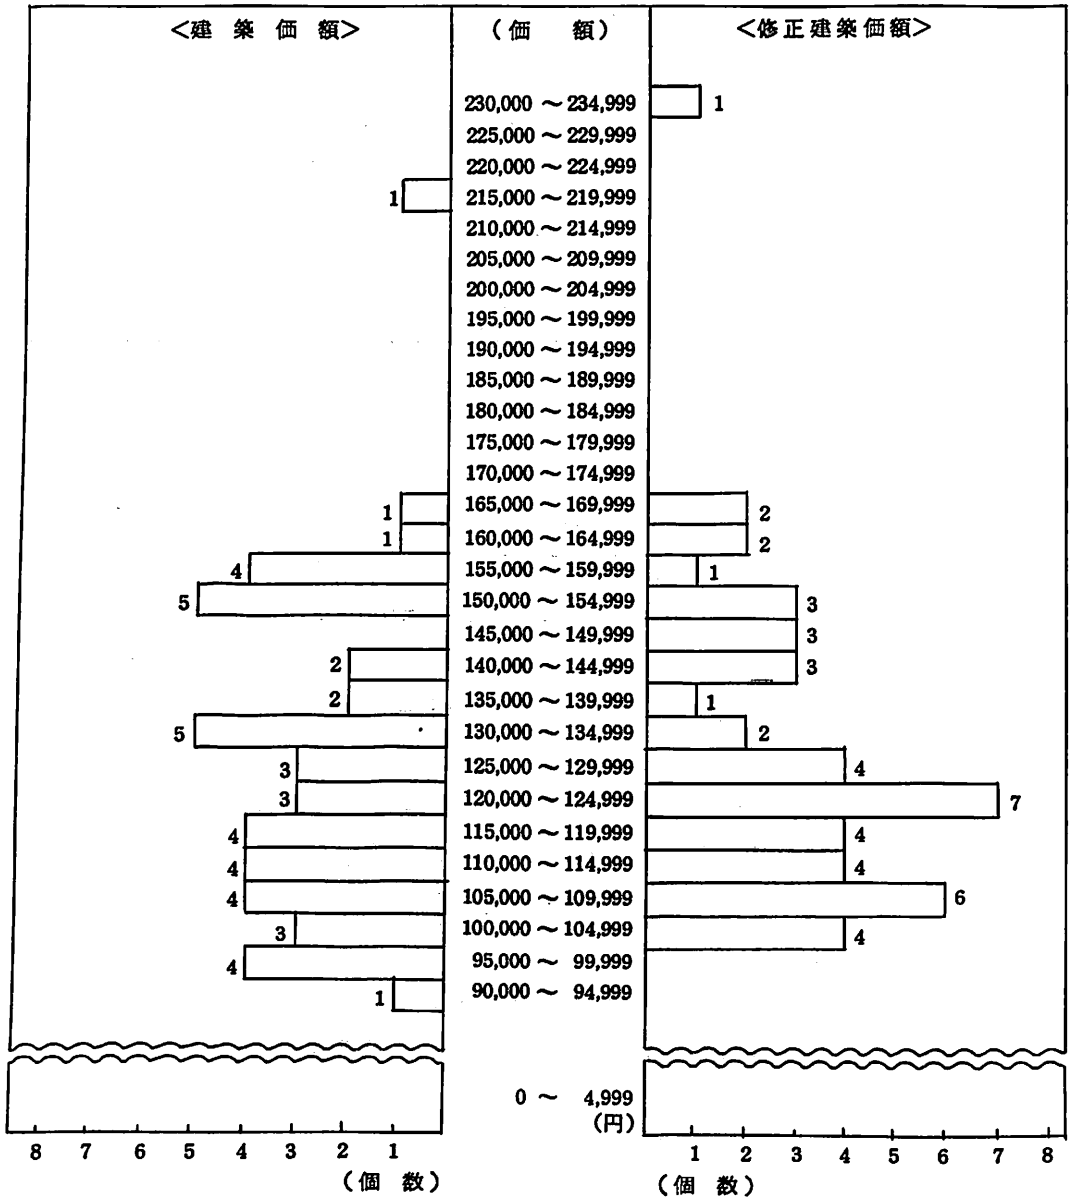 ＜建 築 価 額＞ （価 額） ＜修正建築価額＞
230,000 〜 234,999 1
225,000 〜 229,999
220,000 〜 224,999
1 215,000 〜 219,999
210,000 〜 214,999
205,000 〜 209,999
200,000 〜 204,999
195,000 〜 199,999
190,000 〜 194,999
185,000 〜 189,999
180,000 〜 184,999
175,000 〜 179,999
170,000 〜 174,999
1 165,000 〜 169,999 2
1 160,000 〜 164,999 2
4 155,000 〜 159,999 1
5 150,000 〜 154,999 3
145,000 〜 149,999 3
2 140,000 〜 144,999 3
2 135,000 〜 139,999 1
5 130,000 〜 134,999 2
3 125,000 〜 129,999 4
3 120,000 〜 124,999 7
4 115,000 〜 119,999 4
4 110,000 〜 114,999 4
4 105,000 〜 109,999 6
3 100,000 〜 104,999 4
4 95,000 〜 99,999
1 90,000 〜 94,999
0 〜 4,999
（円）
8 7 6 5 4 3 2 1 1 2 3 4 5 6 7 8
（個 数） （個 数）